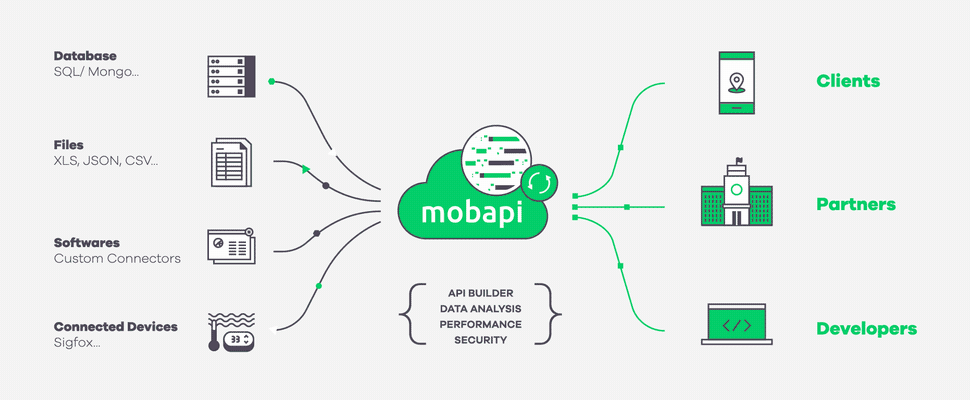 Database
SQL/ Mongo...
Files
XLS, JSON, CSV...
Softwares
Custom Connectors
Connected Devices
Sigfox...
33
mobapi
API BUILDER
DATA ANALYSIS
PERFORMANCE
SECURITY
</>
Clients
Partners
Developers